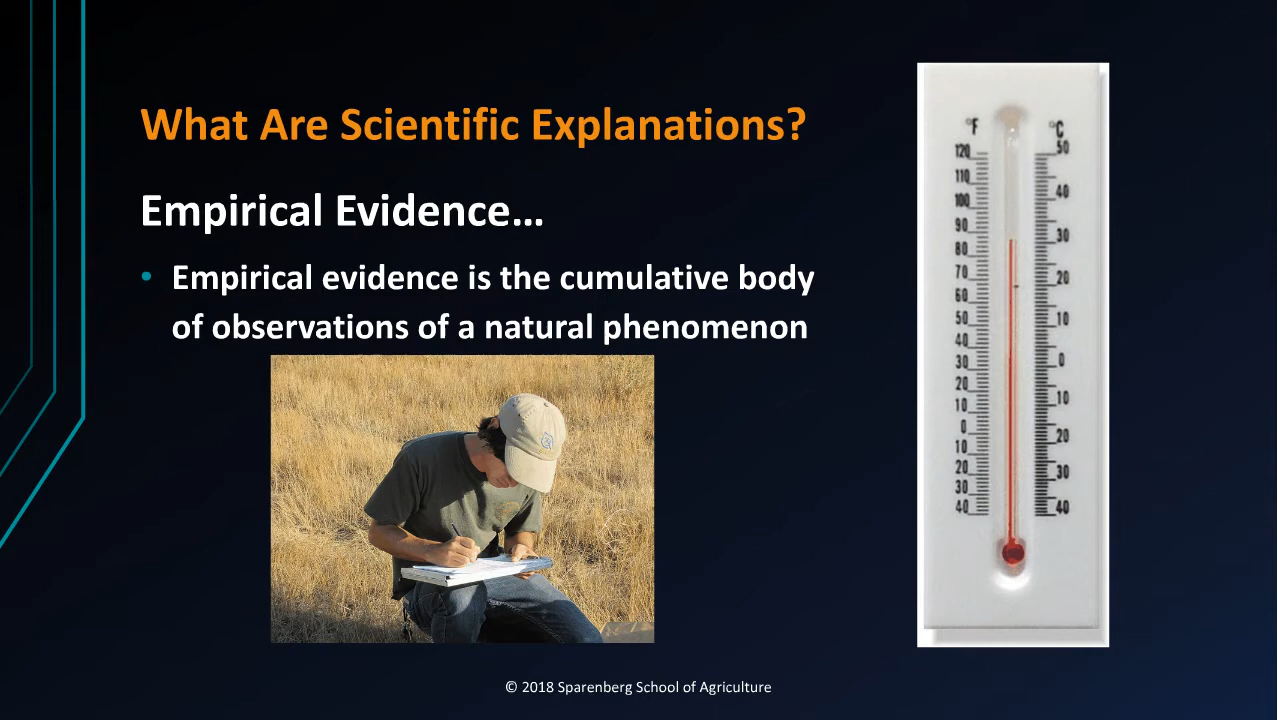 What Are Scientific Explanations?
Empirical Evidence...
• Empirical evidence is the cumulative body
of observations of a natural phenomenon
°F °C
120 50
110
100 40
90
80 30
70
60 20
50
40 10
30 0
20
10 10
0
10 20
20
30 30
40 40
© 2018 Sparenberg School of Agriculture